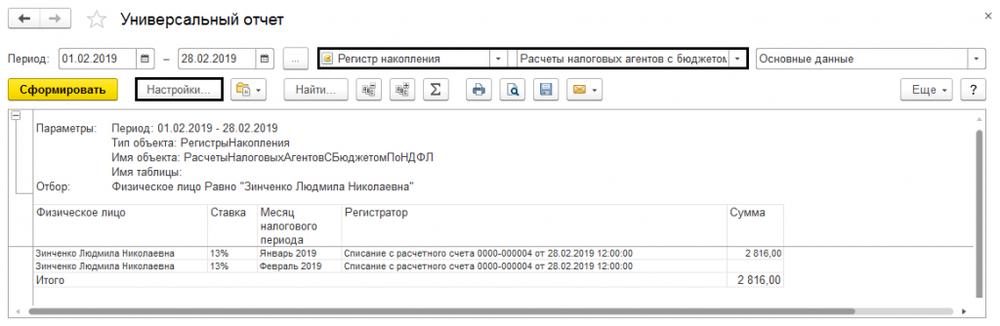 Универсальный отчет
Период: 01.02.2019 – 28.02.2019 ... Регистр накопления Расчеты налоговых агентов с бюджетом Основные данные
Сформировать Настройки... Найти... Σ Еще ?
Параметры: Период: 01.02.2019 - 28.02.2019
Тип объекта: РегистрыНакопления
Имя объекта: РасчетыНалоговыхАгентовСБюджетомПоНДФЛ
Имя таблицы:
Отбор: Физическое лицо Равно "Зинченко Людмила Николаевна"
Физическое лицо Ставка Месяц Регистратор Сумма
налогового
периода
Зинченко Людмила Николаевна 13% Январь 2019 Списание с расчетного счета 0000-000004 от 28.02.2019 12:00:00 2 816,00
Зинченко Людмила Николаевна 13% Февраль 2019 Списание с расчетного счета 0000-000004 от 28.02.2019 12:00:00
Итого 2 816,00